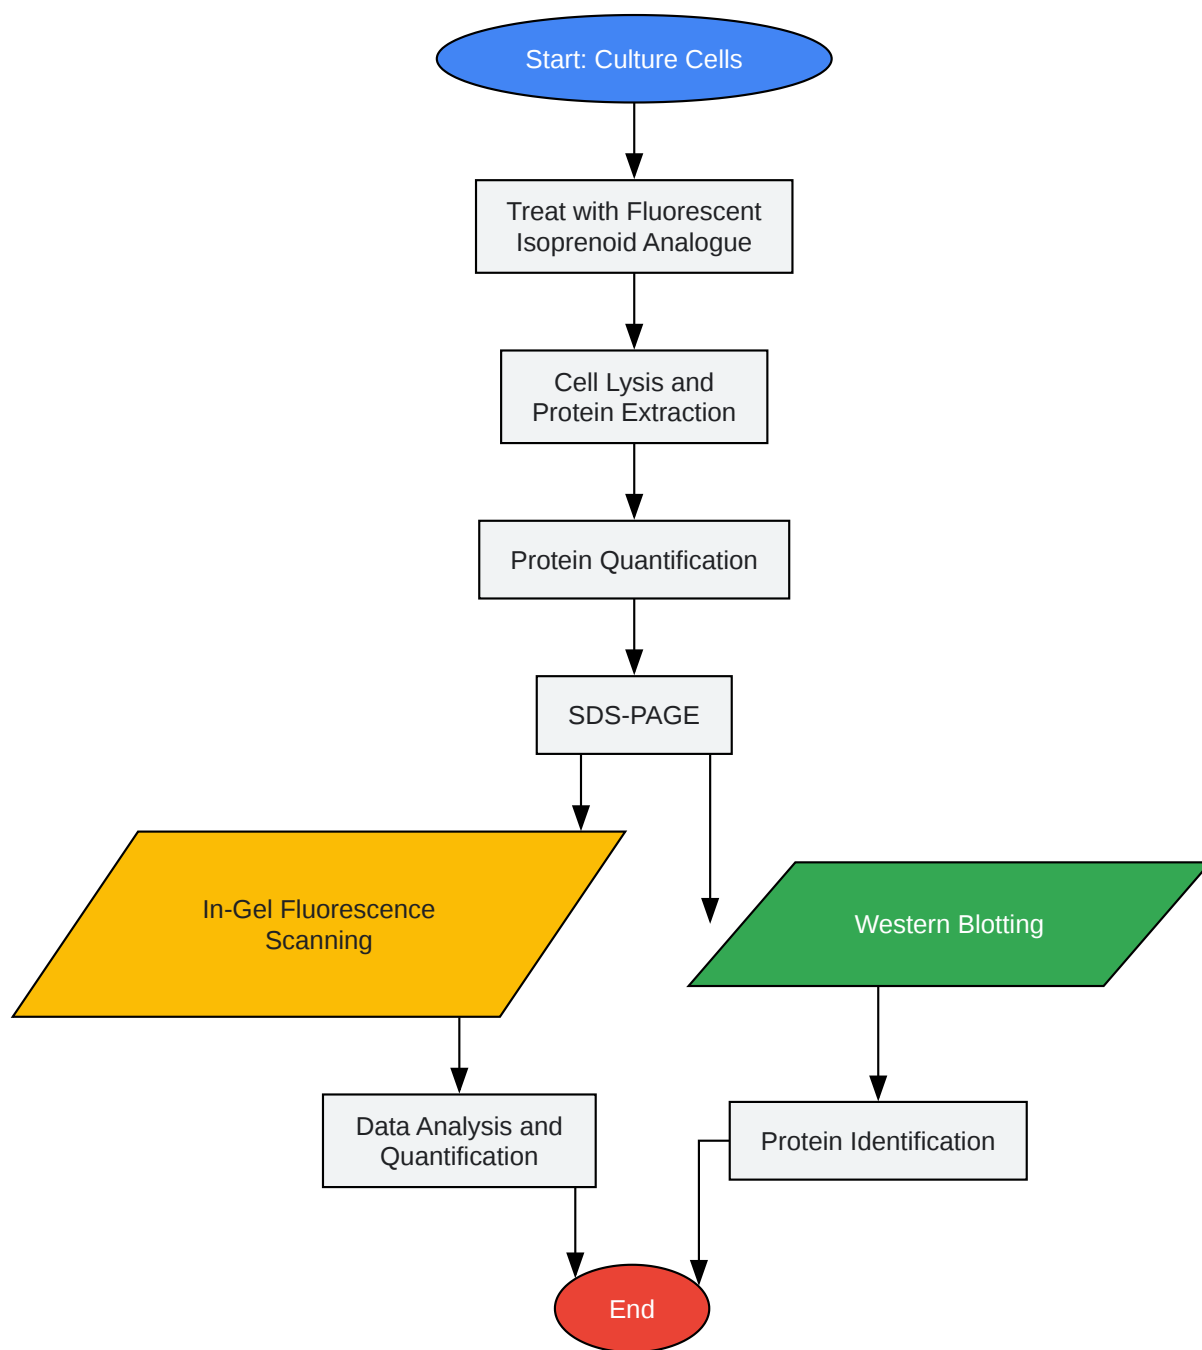 Start: Culture Cells
Treat with Fluorescent
Isoprenoid Analogue
Cell Lysis and
Protein Extraction
Protein Quantification
SDS-PAGE
In-Gel Fluorescence
Scanning
Western Blotting
Data Analysis and
Quantification
Protein Identification
End